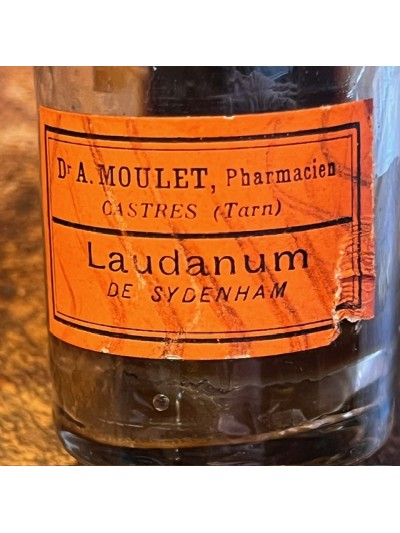 Dr A. MOULET, Pharmacien
CASTRES (Tarn)
Laudanum
DE SYDENHAM